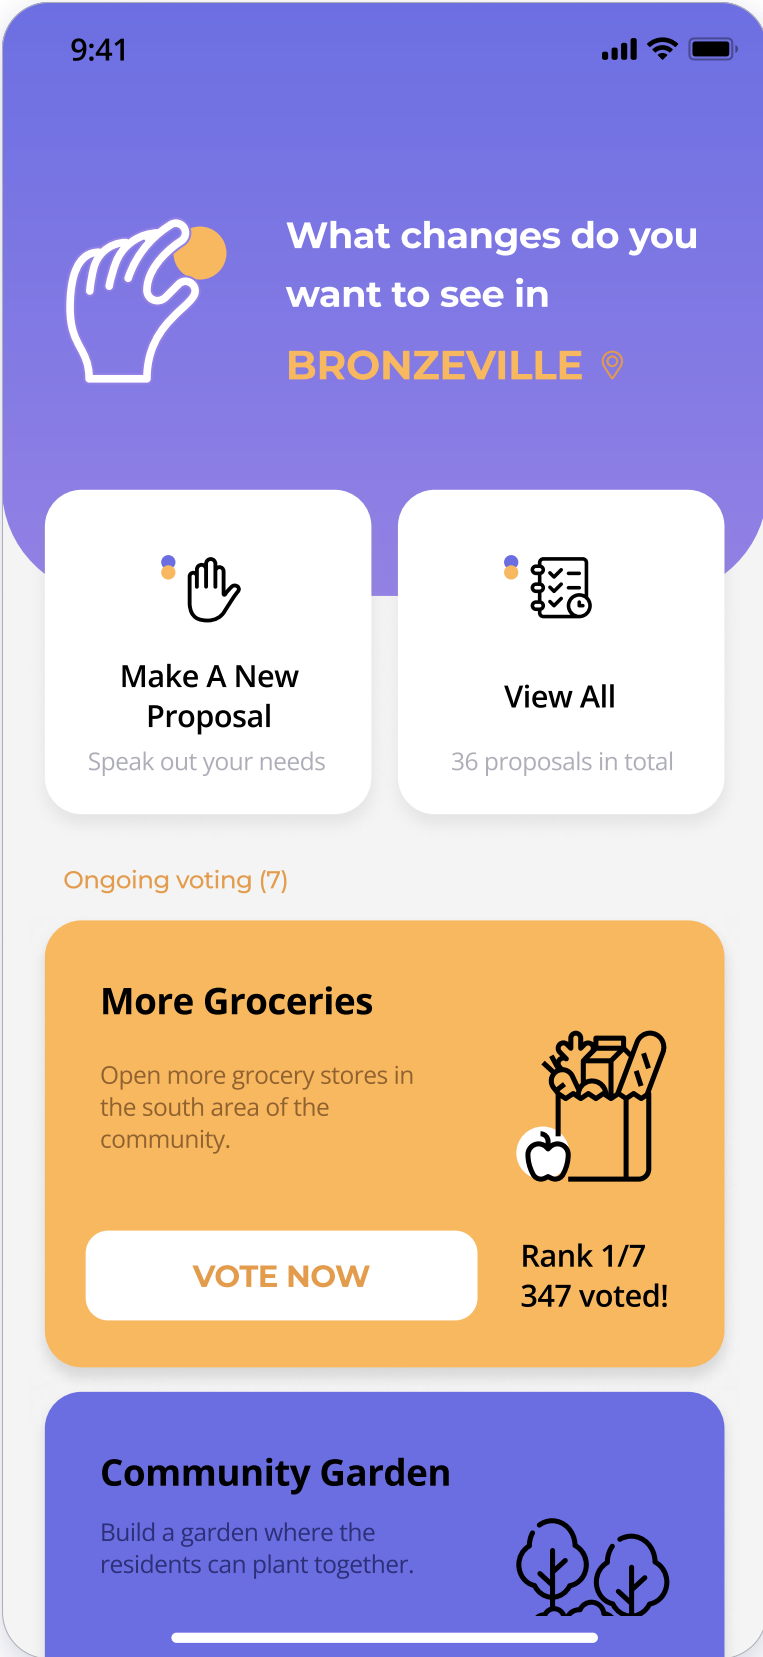 9:41
What changes do you
want to see in
BRONZEVILLE
Make A New
Proposal
Speak out your needs
View All
36 proposals in total
Ongoing voting (7)
More Groceries
Open more grocery stores in
the south area of the
community.
VOTE NOW
Rank 1/7
347 voted!
Community Garden
Build a garden where the
residents can plant together.